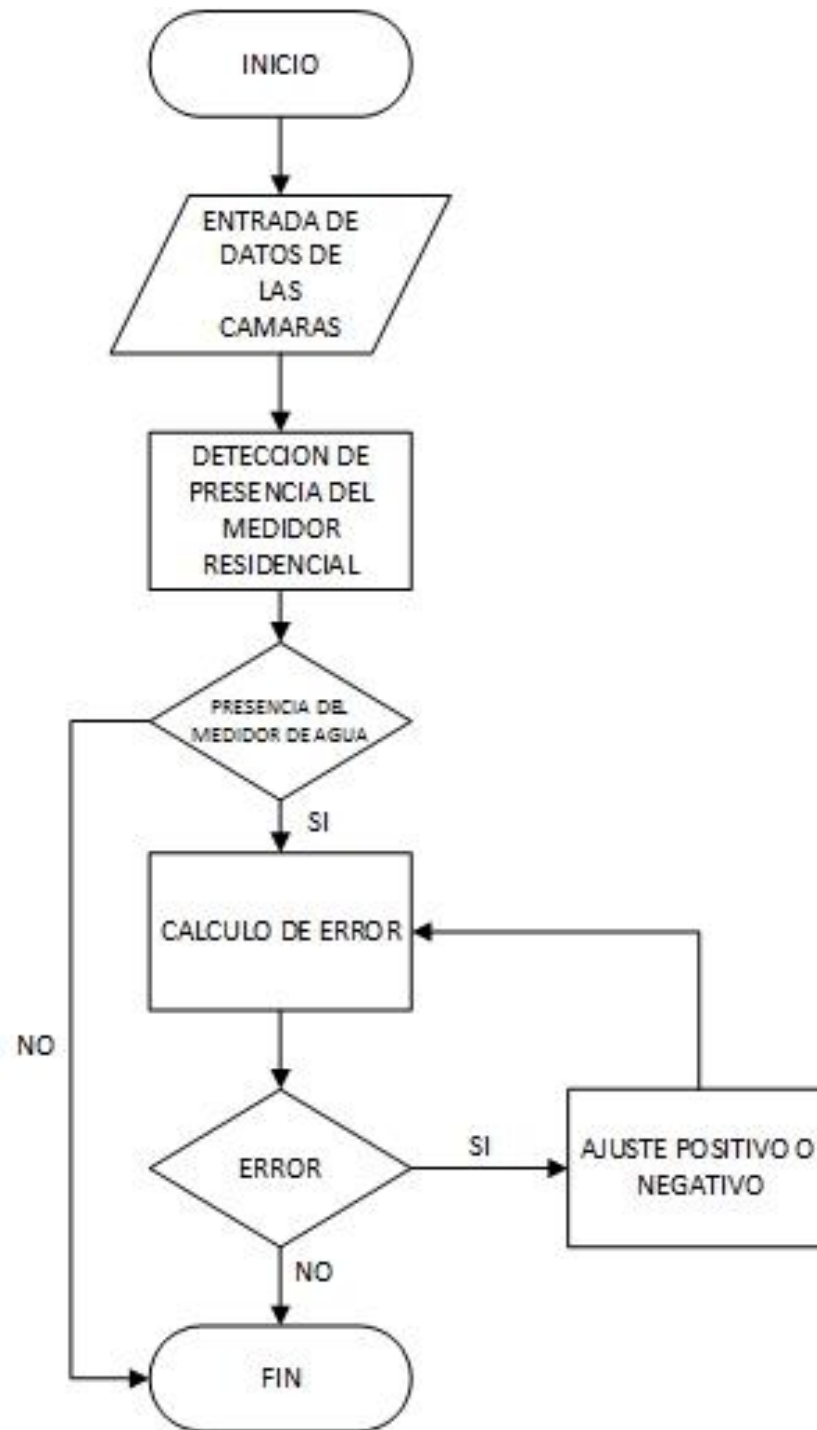 INICIO
ENTRADA DE
DATOS DE
LAS
CAMARAS
DETECCION DE
PRESENCIA DEL
MEDIDOR
RESIDENCIAL
PRESENCIA DEL
MEDIDOR DE AGUA
SI
CALCULO DE ERROR
NO
ERROR
SI
AJUSTE POSITIVO O
NEGATIVO
NO
FIN